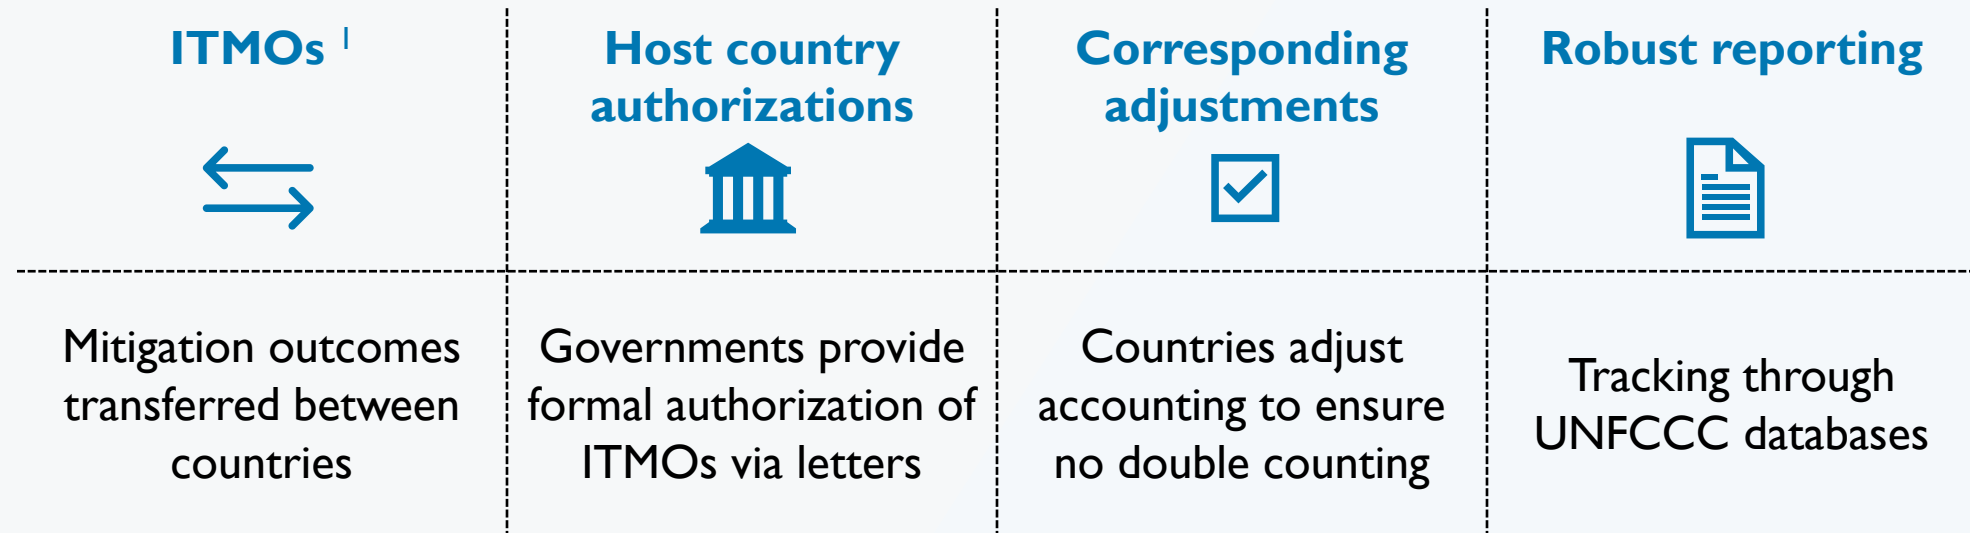 ITMOs 1
Mitigation outcomes
transferred between
countries
Host country
authorizations
Governments provide
formal authorization of
ITMOs via letters
Corresponding
adjustments
Countries adjust
accounting to ensure
no double counting
Robust reporting
Tracking through
UNFCCC databases